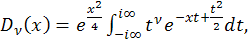 D_ν(x) = e^{x²/4} ∫_{-i∞}^{i∞} t^ν e^{-xt+t²/2} dt,